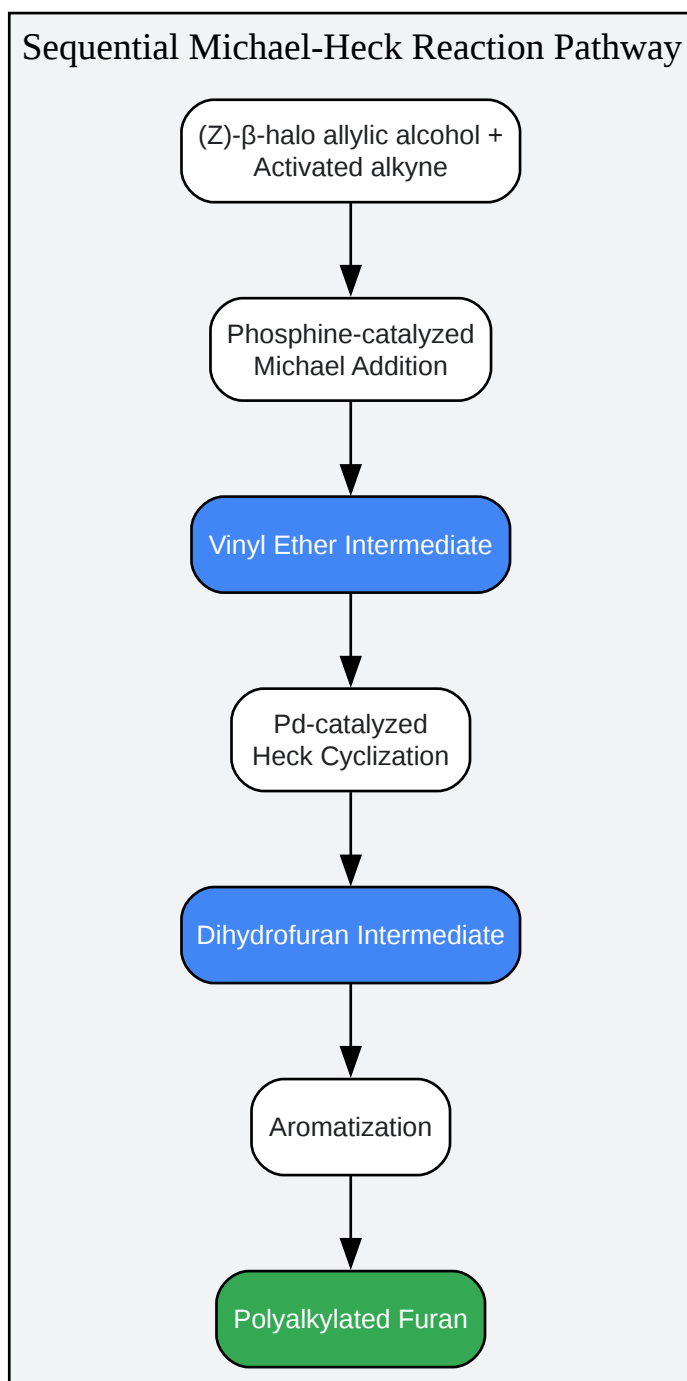 Sequential Michael-Heck Reaction Pathway
(Z)-β-halo allylic alcohol +
Activated alkyne
Phosphine-catalyzed
Michael Addition
Vinyl Ether Intermediate
Pd-catalyzed
Heck Cyclization
Dihydrofuran Intermediate
Aromatization
Polyalkylated Furan